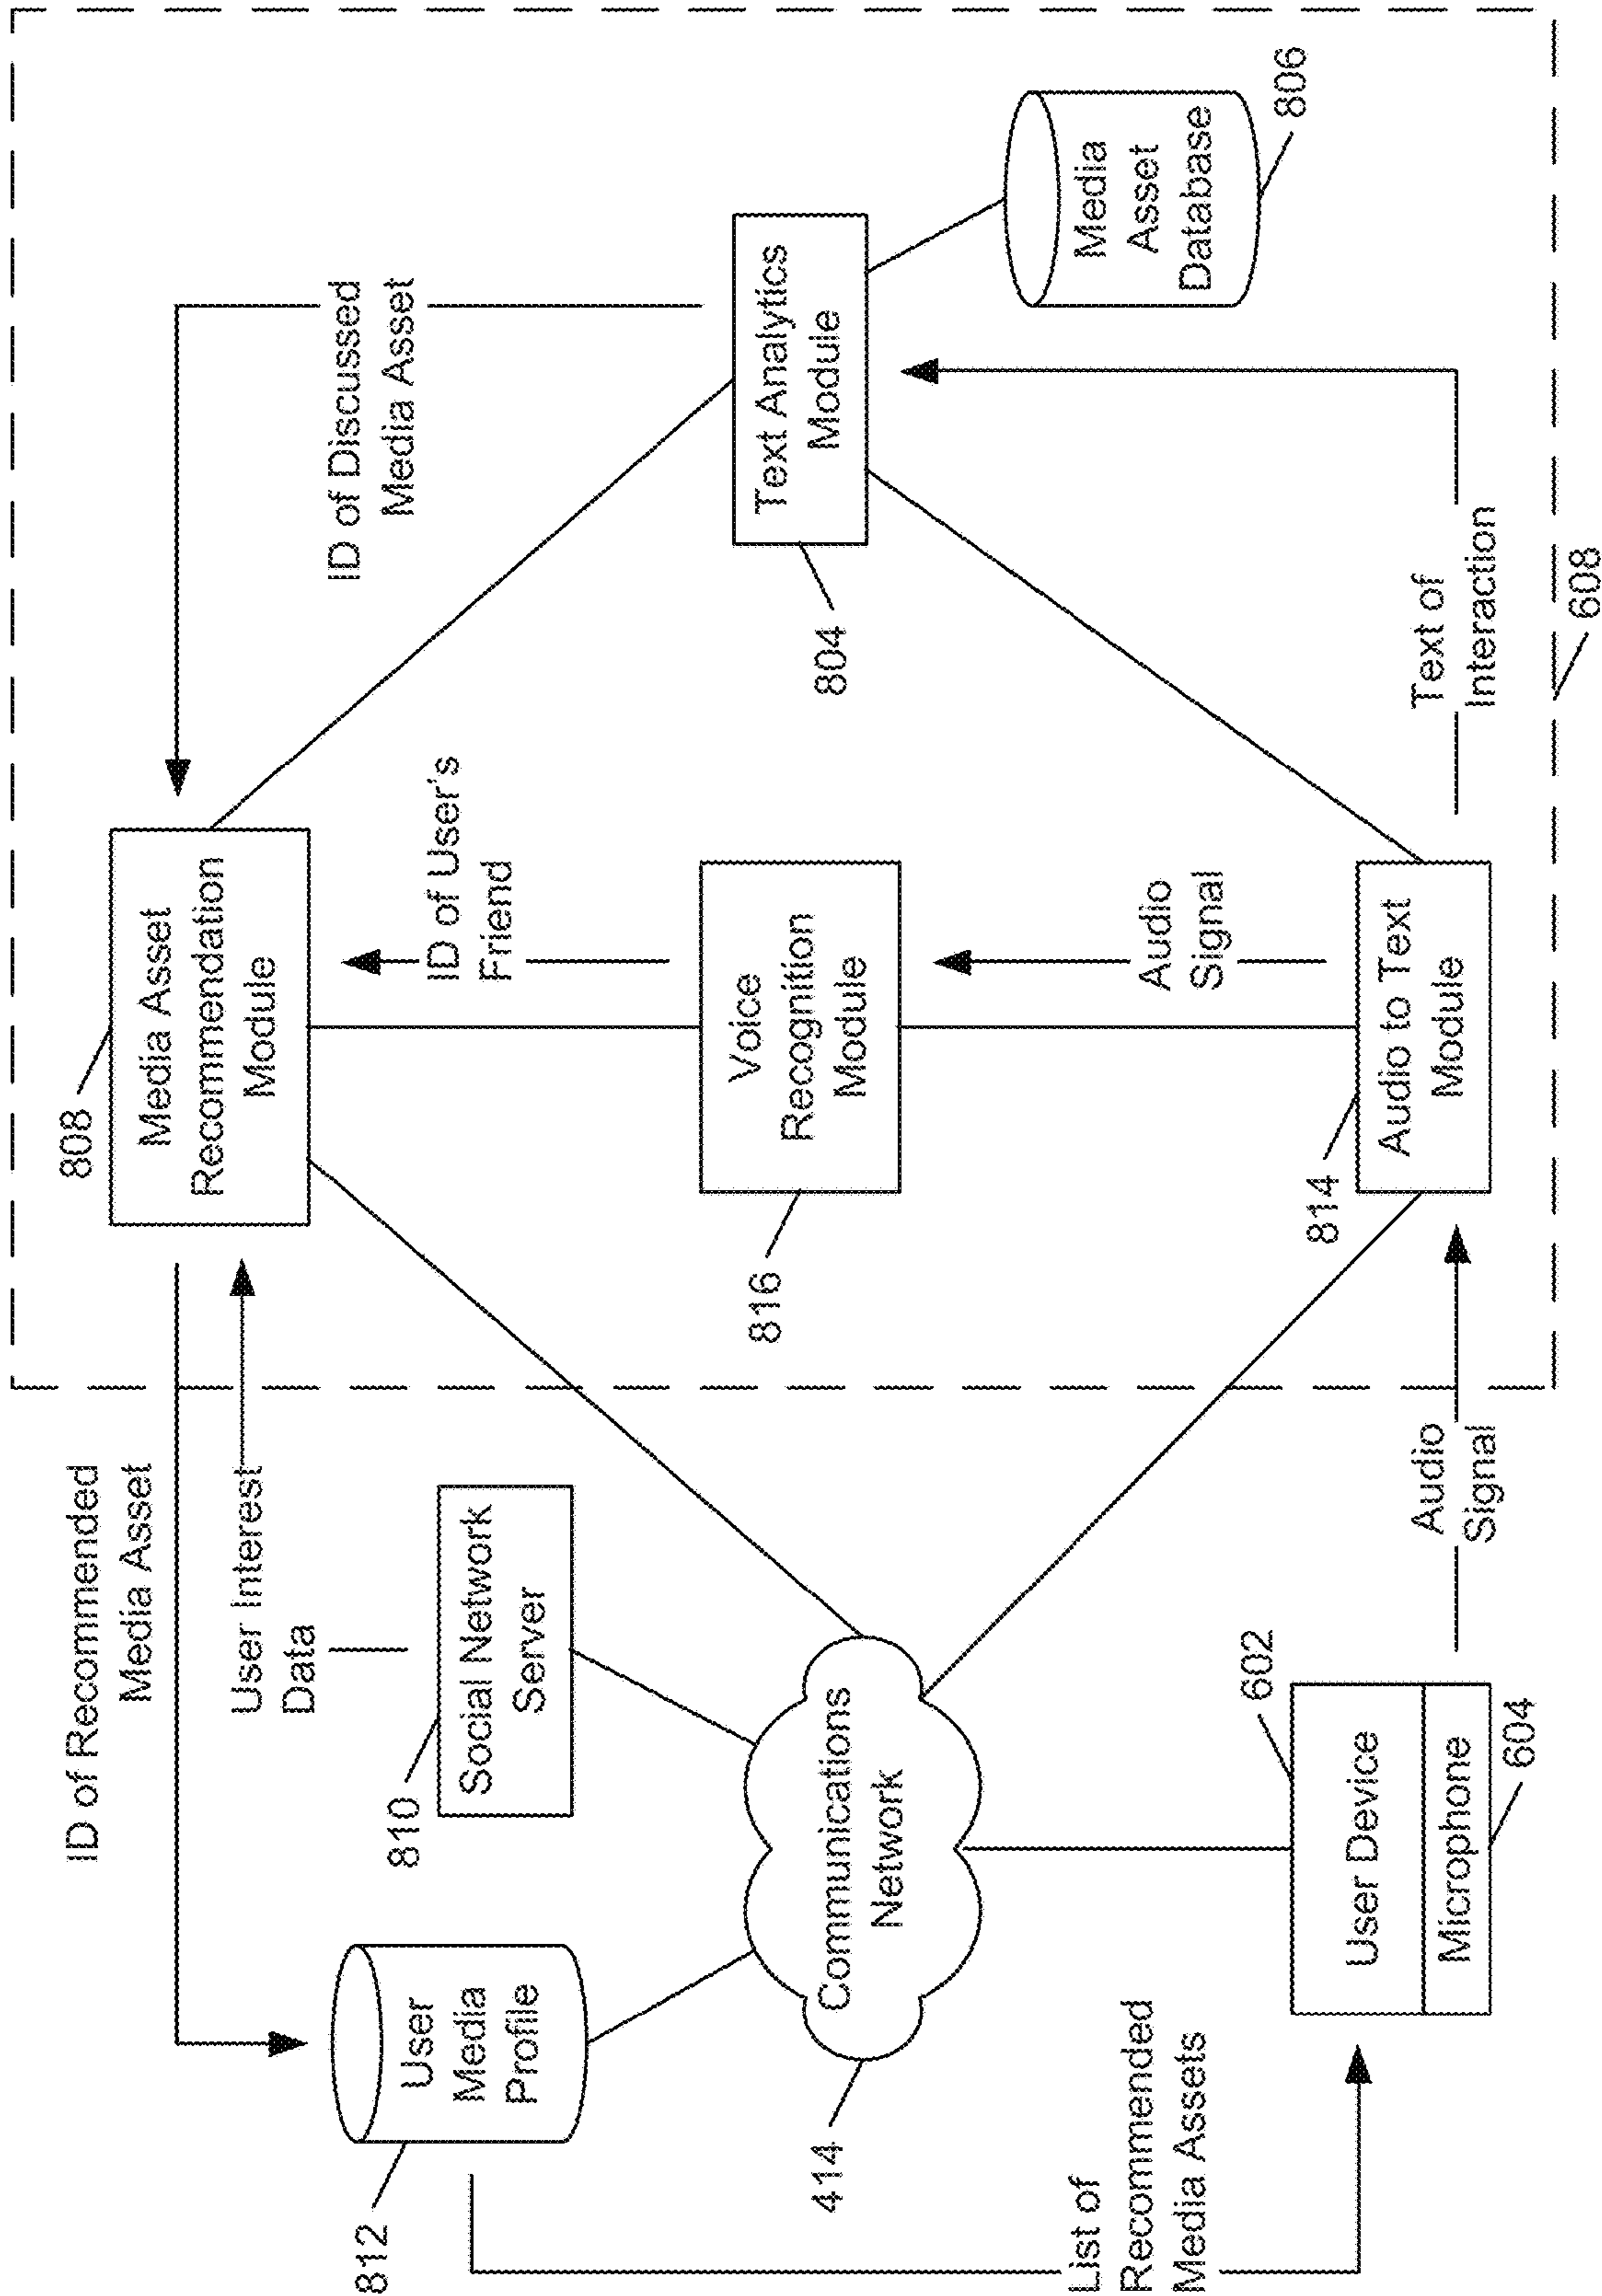 ID of Recommended
Media Asset
User Interest
Data
812
User
Media
Profile
810
Social Network
Server
414
Communications
Network
List of
Recommended
Media Assets
602
User Device
Microphone
604
Audio
Signal
808
Media Asset
Recommendation
Module
ID of User's
Friend
816
Voice
Recognition
Module
Audio
Signal
814
Audio to Text
Module
ID of Discussed
Media Asset
804
Text Analytics
Module
Media
Asset
Database
806
Text of
Interaction
608